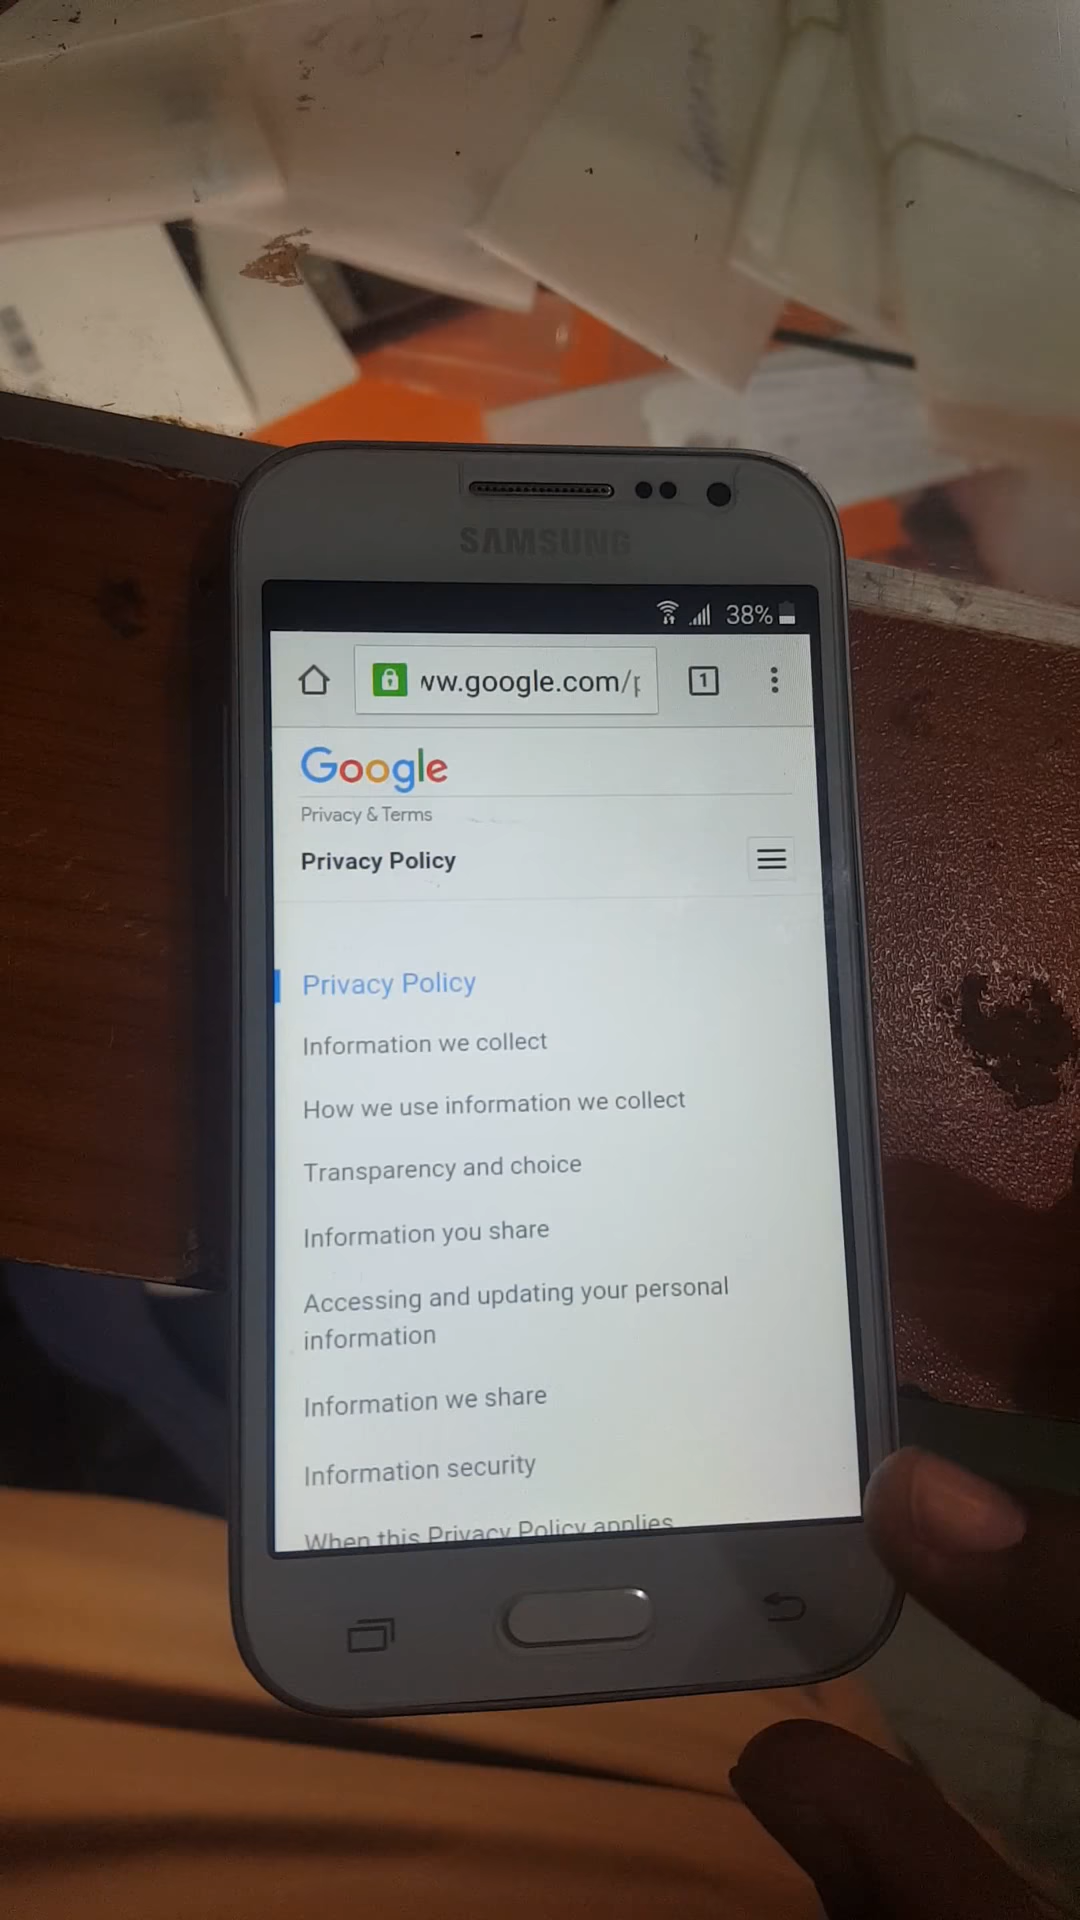 SAMSUNG
38%
ww.google.com/p
1
Google
Privacy & Terms
Privacy Policy
Privacy Policy
Information we collect
How we use information we collect
Transparency and choice
Information you share
Accessing and updating your personal
information
Information we share
Information security
When this Privacy Policy applies